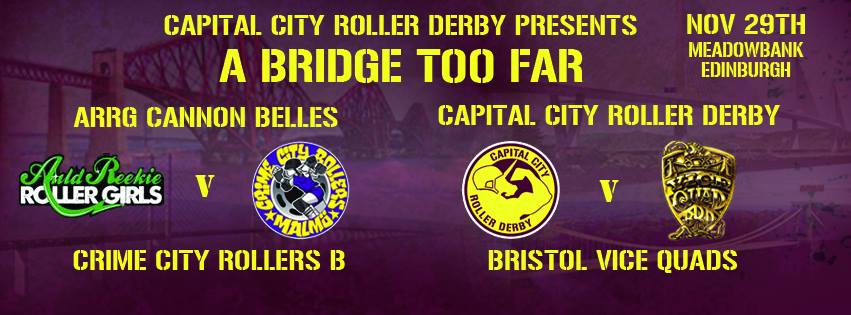 CAPITAL CITY ROLLER DERBY PRESENTS
A BRIDGE TOO FAR
NOV 29TH
MEADOWBANK
EDINBURGH
ARRG CANNON BELLES
Auld Reekie
ROLLER GIRLS
V
CRIME CITY ROLLERS
MALMÖ
CRIME CITY ROLLERS B
CAPITAL CITY ROLLER DERBY
CAPITAL CITY
ROLLER DERBY
V
BRISTOL VICE QUADS